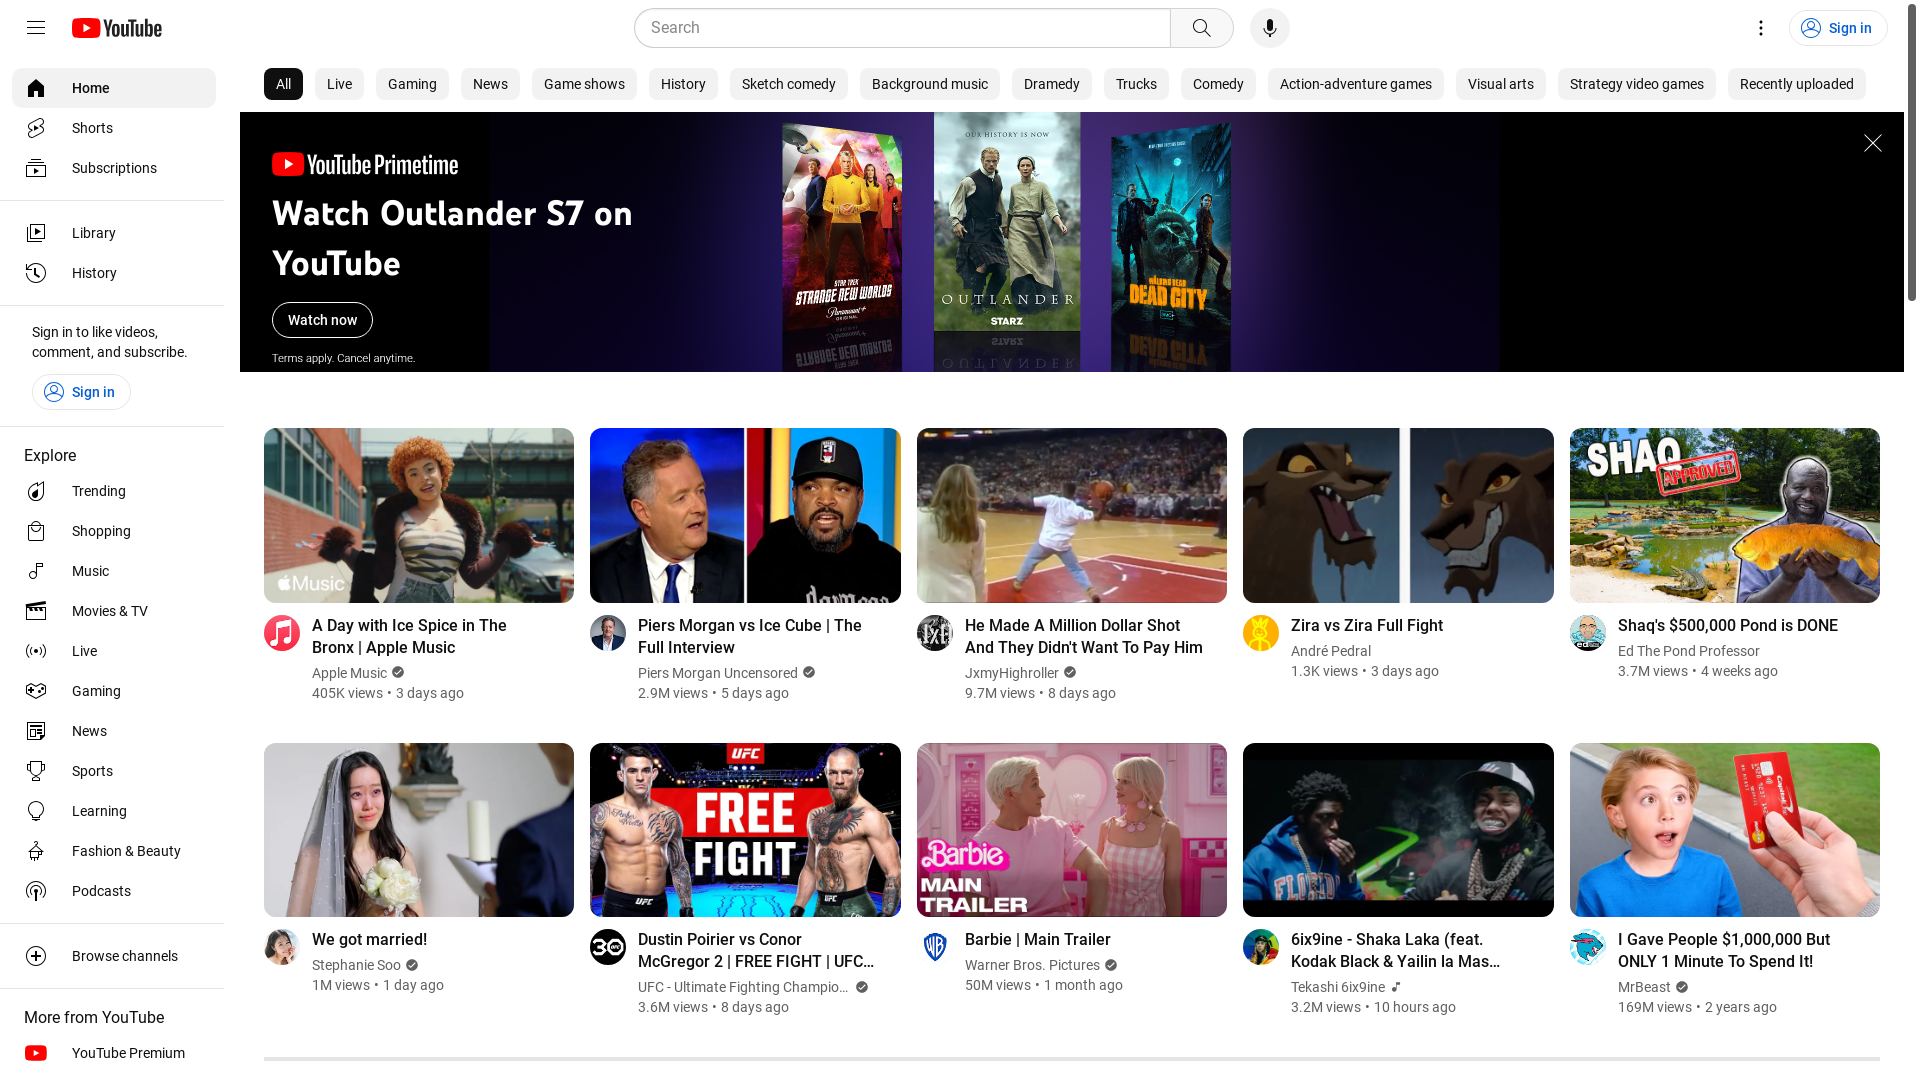 YouTube
Search
Sign in
Home
Shorts
Subscriptions
Library
History
Sign in to like videos,
comment, and subscribe.
Sign in
Explore
Trending
Shopping
Music
Movies & TV
Live
Gaming
News
Sports
Learning
Fashion & Beauty
Podcasts
Browse channels
More from YouTube
YouTube Premium
All
Live
Gaming
News
Game shows
History
Sketch comedy
Background music
Dramedy
Trucks
Comedy
Action-adventure games
Visual arts
Strategy video games
Recently uploaded
YouTube Primetime
Watch Outlander S7 on
YouTube
Watch now
Terms apply. Cancel anytime.
STAR TREK
STRANGE NEW WORLDS
Paramount+
ORIGINAL
OUR HISTORY IS NOW
OUTLANDER
STARZ
THE WALKING DEAD
DEAD CITY
Music
SHAQ
APPROVED
A Day with Ice Spice in The
Bronx | Apple Music
Apple Music
405K views • 3 days ago
Piers Morgan vs Ice Cube | The
Full Interview
Piers Morgan Uncensored
2.9M views • 5 days ago
JxH
He Made A Million Dollar Shot
And They Didn't Want To Pay Him
JxmyHighroller
9.7M views • 8 days ago
Zira vs Zira Full Fight
André Pedral
1.3K views • 3 days ago
Shaq's $500,000 Pond is DONE
Ed The Pond Professor
3.7M views • 4 weeks ago
UFC
FREE
FIGHT
UFC
UFC
Barbie
MAIN
TRAILER
FLORIDA
We got married!
Stephanie Soo
1M views • 1 day ago
30
Dustin Poirier vs Conor
McGregor 2 | FREE FIGHT | UFC...
UFC - Ultimate Fighting Champio...
3.6M views • 8 days ago
WB
Barbie | Main Trailer
Warner Bros. Pictures
50M views • 1 month ago
6ix9ine - Shaka Laka (feat.
Kodak Black & Yailin la Mas...
Tekashi 6ix9ine
3.2M views • 10 hours ago
I Gave People $1,000,000 But
ONLY 1 Minute To Spend It!
MrBeast
169M views • 2 years ago